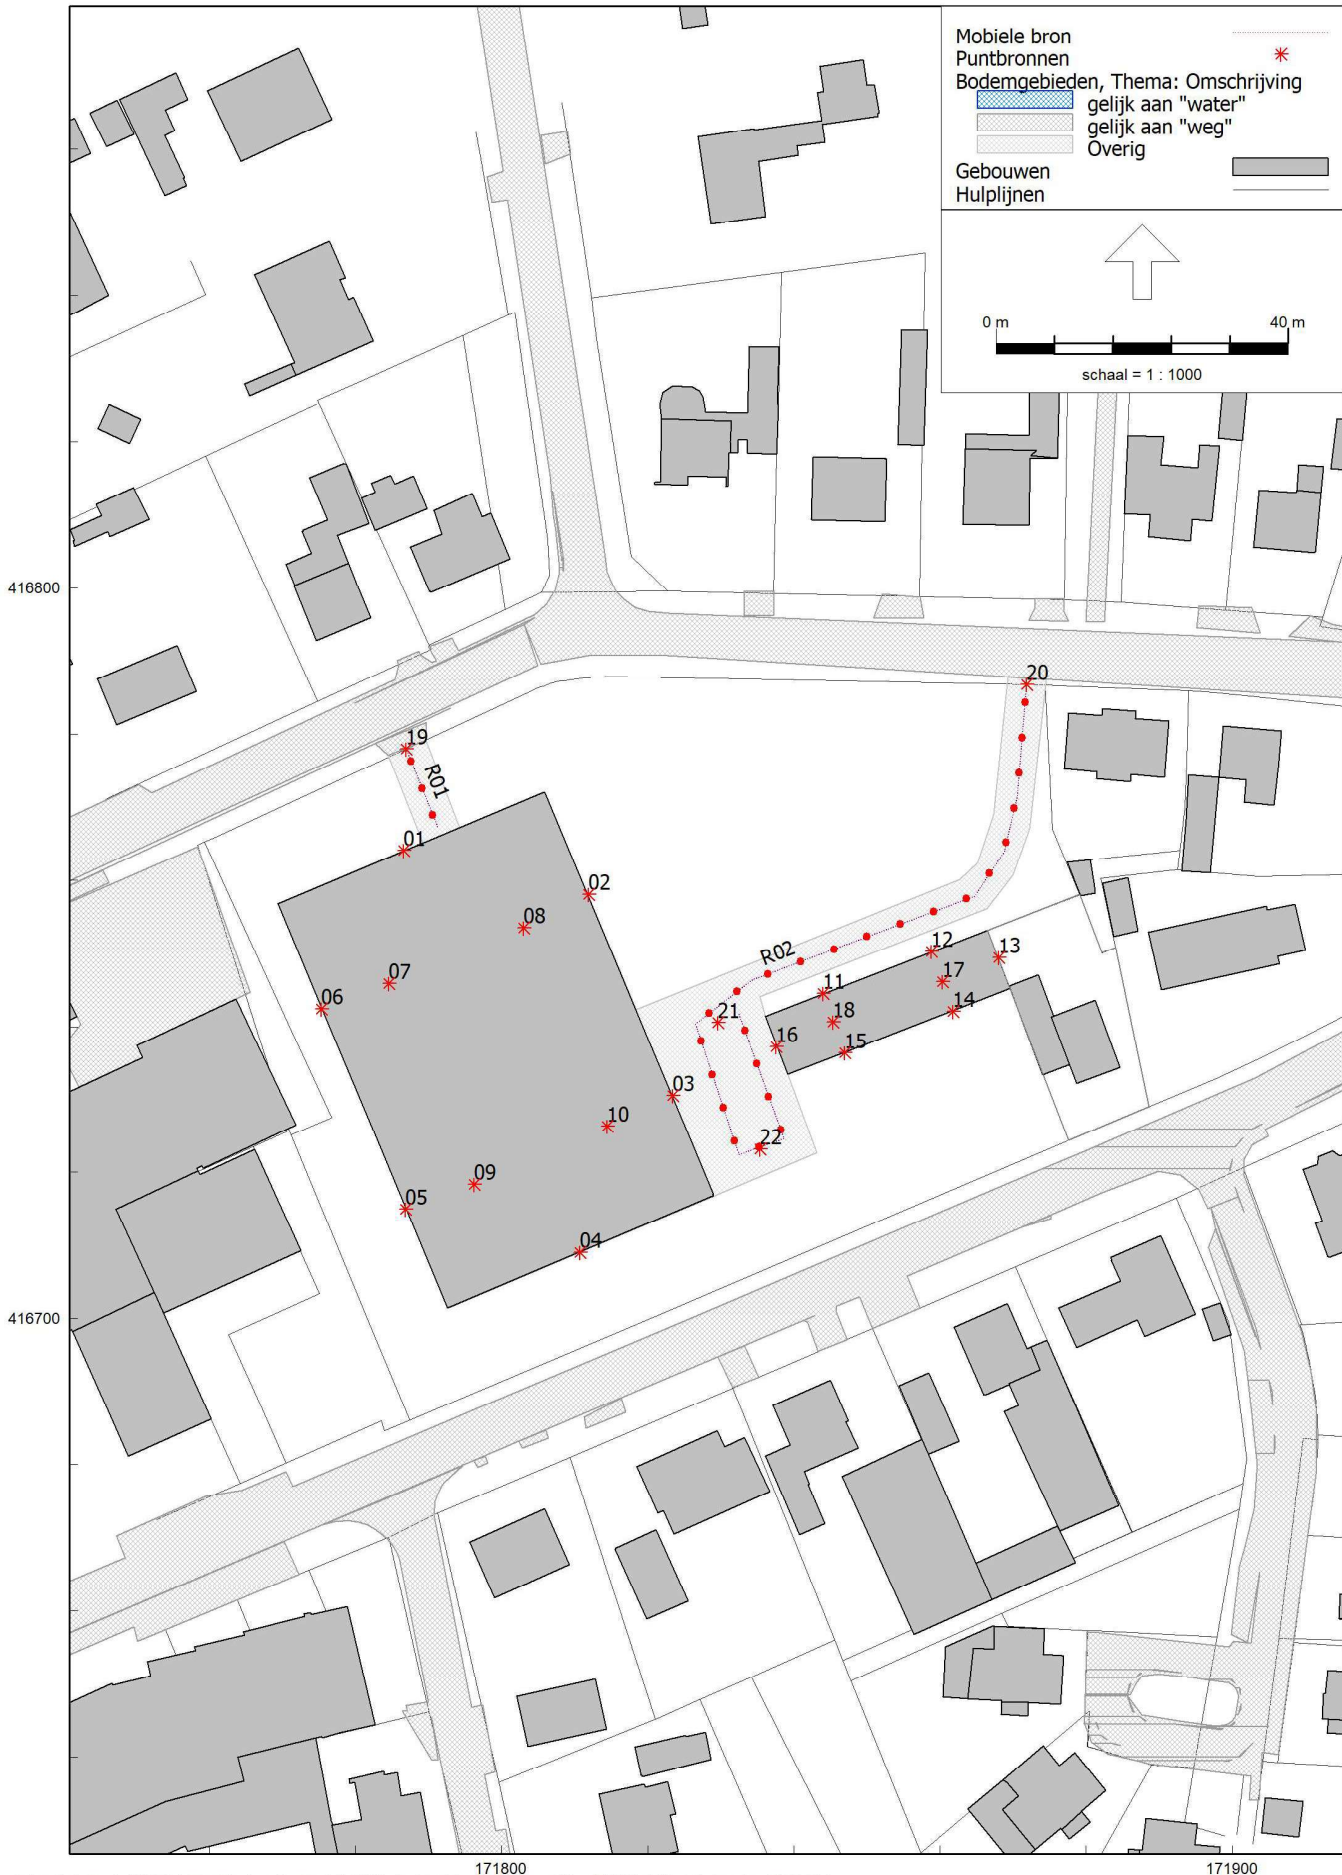 Mobiele bron
Puntbronnen
Bodemgebieden, Thema: Omschrijving
gelijk aan "water"
gelijk aan "weg"
Overig
Gebouwen
Hulplijnen
0 m 40 m
schaal = 1 : 1000
416800
20
19
R01
01
02
08
12
13
R02
07
17
11
06
14
21
18
16
15
03
10
22
09
05
04
416700
171800 171900